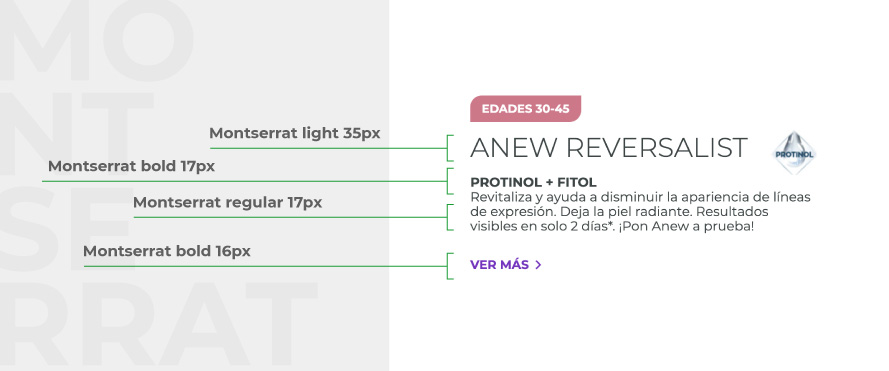 MO
NT
SE
RRAT
Montserrat light 35px
Montserrat bold 17px
Montserrat regular 17px
Montserrat bold 16px
EDADES 30-45
ANEW REVERSALIST
PROTINOL
PROTINOL + FITOL
Revitaliza y ayuda a disminuir la apariencia de líneas
de expresión. Deja la piel radiante. Resultados
visibles en solo 2 días*. ¡Pon Anew a prueba!
VER MÁS >